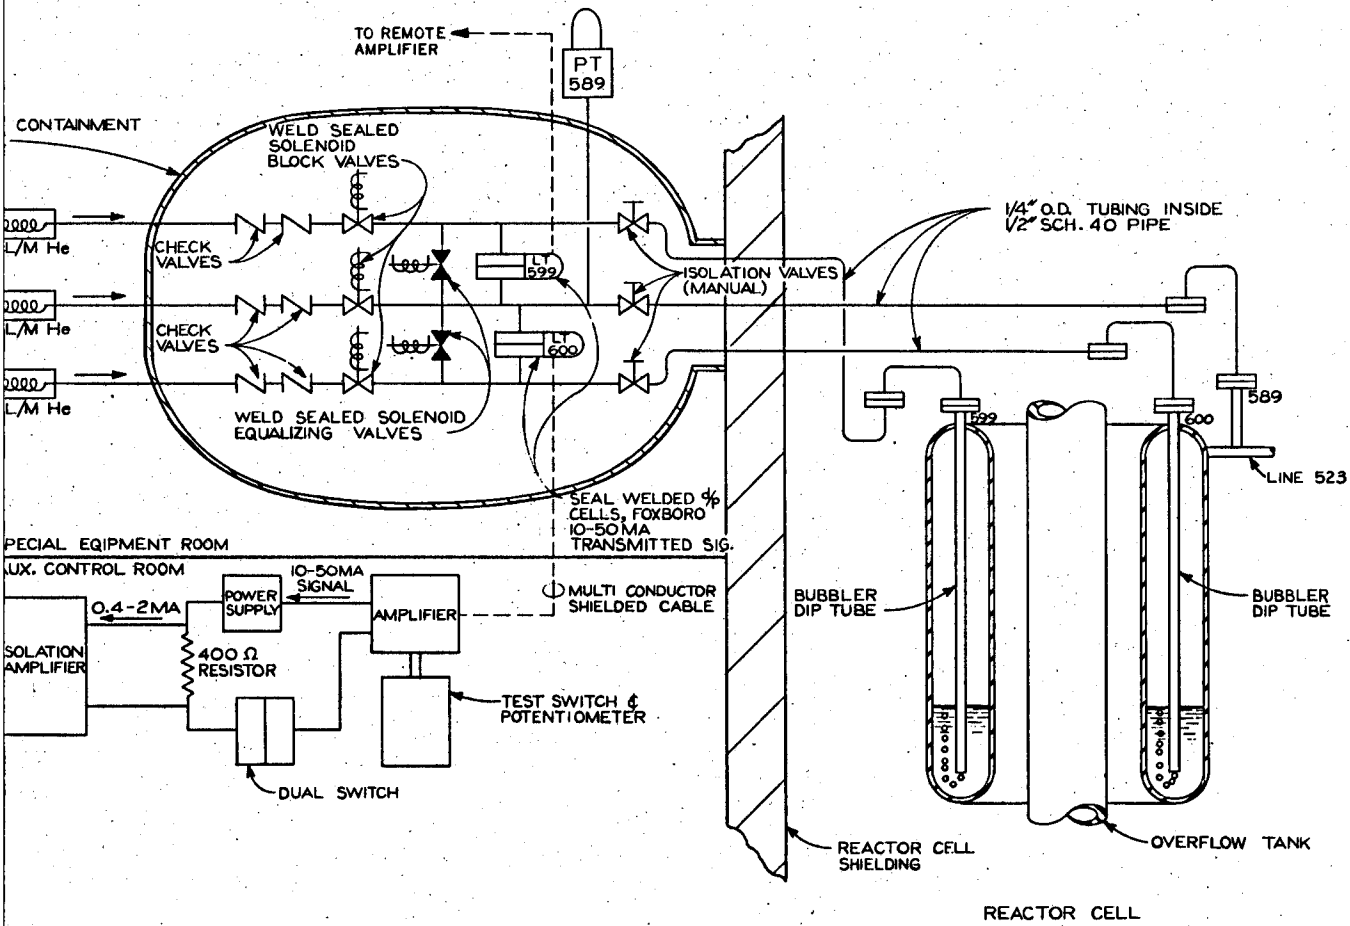 TO REMOTE
AMPLIFIER
PT
589
CONTAINMENT
WELD SEALED
SOLENOID
BLOCK VALVES
L/M He
CHECK
VALVES
LT
599
ISOLATION VALVES
(MANUAL)
1/4" O.D. TUBING INSIDE
1/2" SCH. 40 PIPE
L/M He
CHECK
VALVES
LT
600
L/M He
WELD SEALED SOLENOID
EQUALIZING VALVES
599
600
589
LINE 523
SEAL WELDED d/p
CELLS, FOXBORO
10-50 MA
TRANSMITTED SIG.
PECIAL EQIPMENT ROOM
UX. CONTROL ROOM
0.4-2MA
POWER
SUPPLY
10-50MA
SIGNAL
AMPLIFIER
MULTI CONDUCTOR
SHIELDED CABLE
BUBBLER
DIP TUBE
BUBBLER
DIP TUBE
SOLATION
AMPLIFIER
400 Ω
RESISTOR
TEST SWITCH &
POTENTIOMETER
DUAL SWITCH
REACTOR CELL
SHIELDING
OVERFLOW TANK
REACTOR CELL